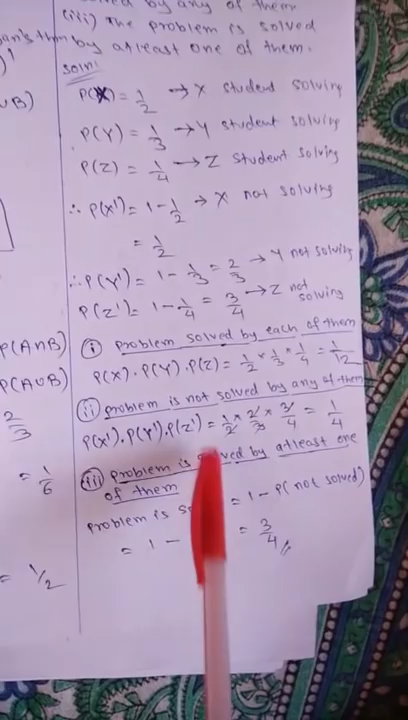 by any of them
(iii) The problem is solved
by atleast one of them.
soln:
P(X) = 1/2 → X student solving
P(Y) = 1/3 → Y student solving
P(Z) = 1/4 → Z student solving
∴ P(X') = 1 - 1/2 → X not solving
= 1/2
∴ P(Y') = 1 - 1/3 = 2/3 → Y not solving
P(Z') = 1 - 1/4 = 3/4 → Z not solving
(i) problem solved by each of them
P(X) . P(Y) . P(Z) = 1/2 * 1/3 * 1/4 = 1/12
(ii) problem is not solved by any of them
P(X') . P(Y') . P(Z') = 1/2 * 2/3 * 3/4 = 1/4
(iii) problem is solved by atleast one
of them
problem is = 1 - P(not solved)
= 1 - = 3/4 //
∪B)
P(A∩B)
P(A∪B)
2/3
= 1/6
= 1/2